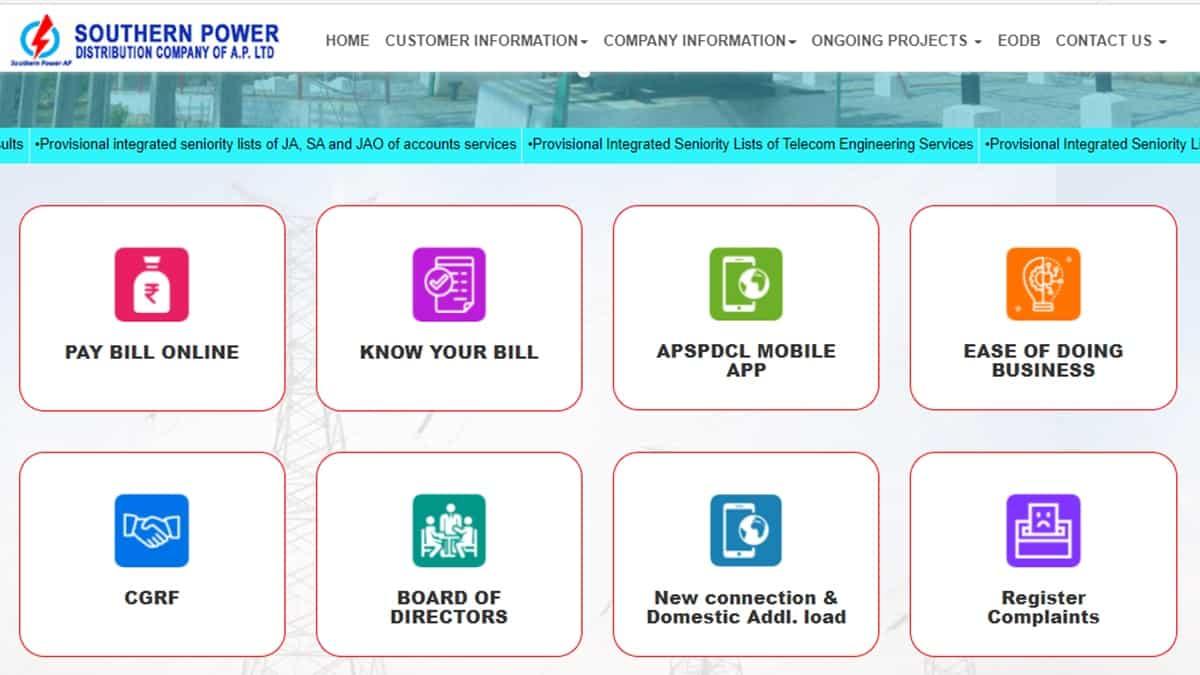 SOUTHERN POWER
DISTRIBUTION COMPANY OF A.P. LTD
Southern Power AP
HOME CUSTOMER INFORMATION COMPANY INFORMATION ONGOING PROJECTS EODB CONTACT US
ults •Provisional integrated seniority lists of JA, SA and JAO of accounts services •Provisional Integrated Seniority Lists of Telecom Engineering Services •Provisional Integrated Seniority Li
₹
PAY BILL ONLINE
KNOW YOUR BILL
APSPDCL MOBILE
APP
EASE OF DOING
BUSINESS
CGRF
BOARD OF
DIRECTORS
New connection &
Domestic Addl. load
Register
Complaints